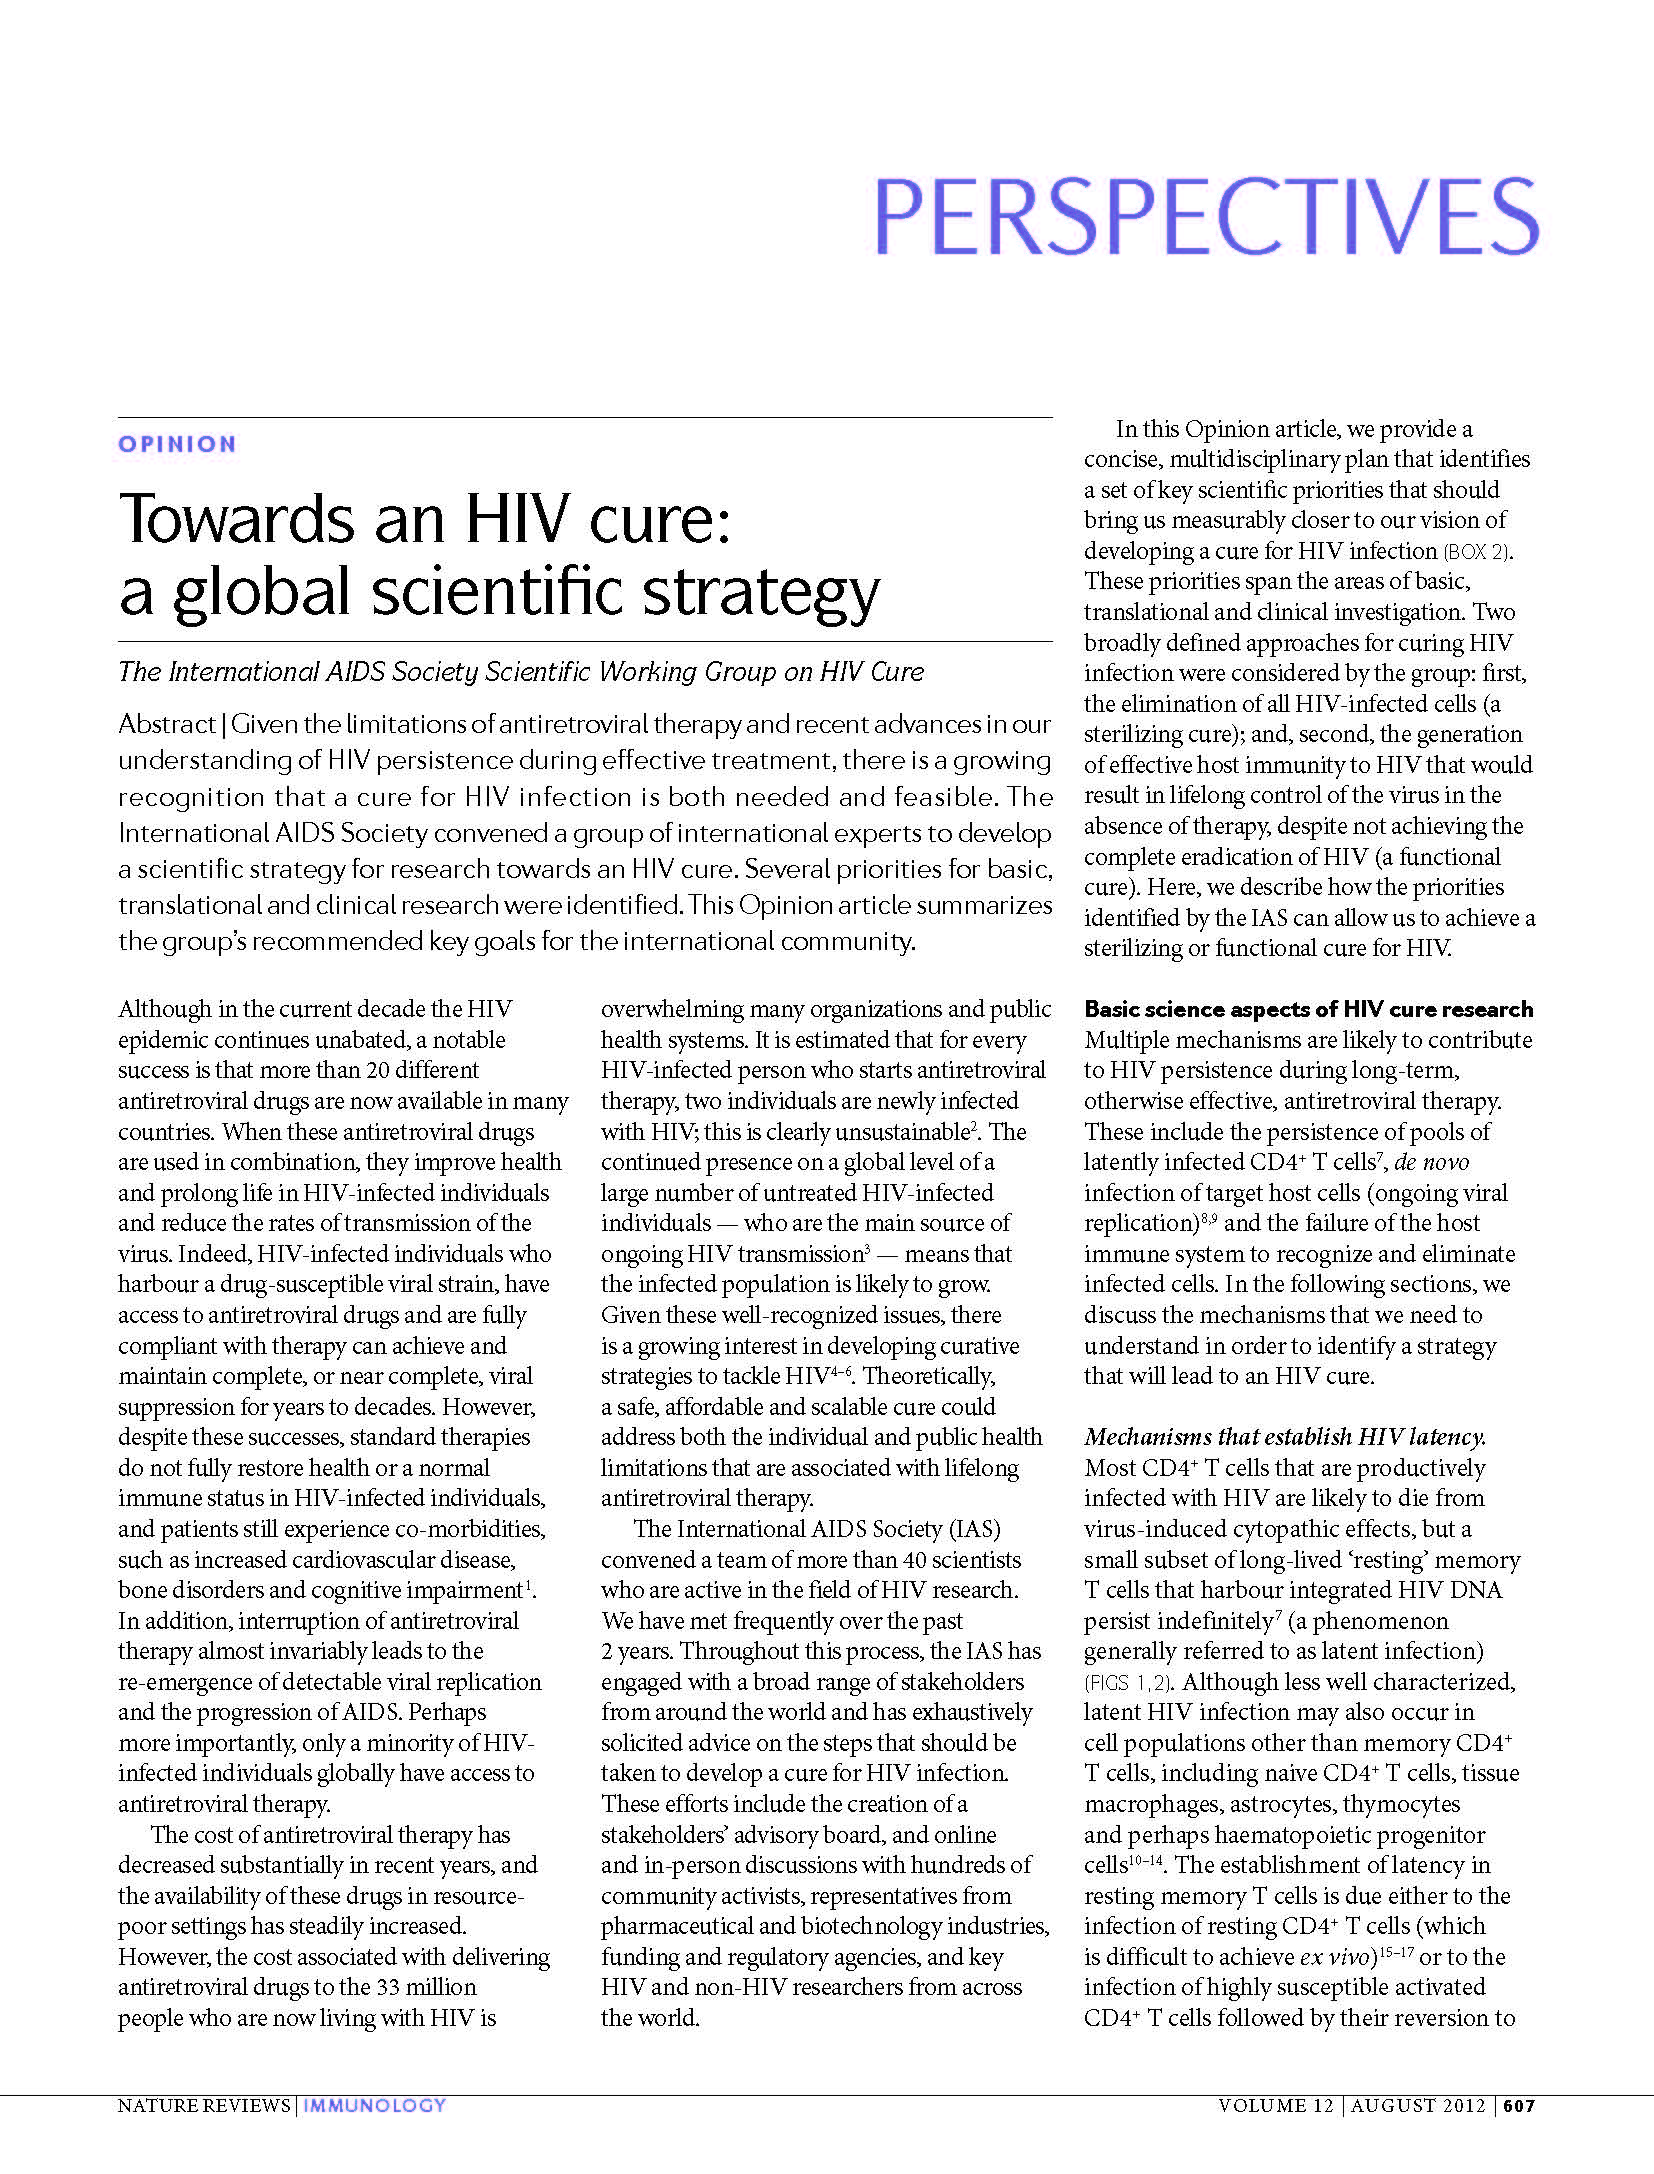 PERSPECTIVES
OPINION
Towards an HIV cure:
a global scientific strategy
The International AIDS Society Scientific Working Group on HIV Cure
Abstract | Given the limitations of antiretroviral therapy and recent advances in our
understanding of HIV persistence during effective treatment, there is a growing
recognition that a cure for HIV infection is both needed and feasible. The
International AIDS Society convened a group of international experts to develop
a scientific strategy for research towards an HIV cure. Several priorities for basic,
translational and clinical research were identified. This Opinion article summarizes
the group's recommended key goals for the international community.
Although in the current decade the HIV
epidemic continues unabated, a notable
success is that more than 20 different
antiretroviral drugs are now available in many
countries. When these antiretroviral drugs
are used in combination, they improve health
and prolong life in HIV-infected individuals
and reduce the rates of transmission of the
virus. Indeed, HIV-infected individuals who
harbour a drug-susceptible viral strain, have
access to antiretroviral drugs and are fully
compliant with therapy can achieve and
maintain complete, or near complete, viral
suppression for years to decades. However,
despite these successes, standard therapies
do not fully restore health or a normal
immune status in HIV-infected individuals,
and patients still experience co-morbidities,
such as increased cardiovascular disease,
bone disorders and cognitive impairment¹.
In addition, interruption of antiretroviral
therapy almost invariably leads to the
re-emergence of detectable viral replication
and the progression of AIDS. Perhaps
more importantly, only a minority of HIV-
infected individuals globally have access to
antiretroviral therapy.
The cost of antiretroviral therapy has
decreased substantially in recent years, and
the availability of these drugs in resource-
poor settings has steadily increased.
However, the cost associated with delivering
antiretroviral drugs to the 33 million
people who are now living with HIV is
overwhelming many organizations and public
health systems. It is estimated that for every
HIV-infected person who starts antiretroviral
therapy, two individuals are newly infected
with HIV; this is clearly unsustainable². The
continued presence on a global level of a
large number of untreated HIV-infected
individuals — who are the main source of
ongoing HIV transmission³ — means that
the infected population is likely to grow.
Given these well-recognized issues, there
is a growing interest in developing curative
strategies to tackle HIV⁴⁻⁶. Theoretically,
a safe, affordable and scalable cure could
address both the individual and public health
limitations that are associated with lifelong
antiretroviral therapy.
The International AIDS Society (IAS)
convened a team of more than 40 scientists
who are active in the field of HIV research.
We have met frequently over the past
2 years. Throughout this process, the IAS has
engaged with a broad range of stakeholders
from around the world and has exhaustively
solicited advice on the steps that should be
taken to develop a cure for HIV infection.
These efforts include the creation of a
stakeholders' advisory board, and online
and in-person discussions with hundreds of
community activists, representatives from
pharmaceutical and biotechnology industries,
funding and regulatory agencies, and key
HIV and non-HIV researchers from across
the world.
In this Opinion article, we provide a
concise, multidisciplinary plan that identifies
a set of key scientific priorities that should
bring us measurably closer to our vision of
developing a cure for HIV infection (BOX 2).
These priorities span the areas of basic,
translational and clinical investigation. Two
broadly defined approaches for curing HIV
infection were considered by the group: first,
the elimination of all HIV-infected cells (a
sterilizing cure); and, second, the generation
of effective host immunity to HIV that would
result in lifelong control of the virus in the
absence of therapy, despite not achieving the
complete eradication of HIV (a functional
cure). Here, we describe how the priorities
identified by the IAS can allow us to achieve a
sterilizing or functional cure for HIV.
Basic science aspects of HIV cure research
Multiple mechanisms are likely to contribute
to HIV persistence during long-term,
otherwise effective, antiretroviral therapy.
These include the persistence of pools of
latently infected CD4⁺ T cells⁷, de novo
infection of target host cells (ongoing viral
replication)⁸,⁹ and the failure of the host
immune system to recognize and eliminate
infected cells. In the following sections, we
discuss the mechanisms that we need to
understand in order to identify a strategy
that will lead to an HIV cure.
Mechanisms that establish HIV latency.
Most CD4⁺ T cells that are productively
infected with HIV are likely to die from
virus-induced cytopathic effects, but a
small subset of long-lived 'resting' memory
T cells that harbour integrated HIV DNA
persist indefinitely⁷ (a phenomenon
generally referred to as latent infection)
(FIGS 1,2). Although less well characterized,
latent HIV infection may also occur in
cell populations other than memory CD4⁺
T cells, including naive CD4⁺ T cells, tissue
macrophages, astrocytes, thymocytes
and perhaps haematopoietic progenitor
cells¹⁰⁻¹⁴. The establishment of latency in
resting memory T cells is due either to the
infection of resting CD4⁺ T cells (which
is difficult to achieve ex vivo)¹⁵⁻¹⁷ or to the
infection of highly susceptible activated
CD4⁺ T cells followed by their reversion to
NATURE REVIEWS | IMMUNOLOGY
VOLUME 12 | AUGUST 2012 | 607